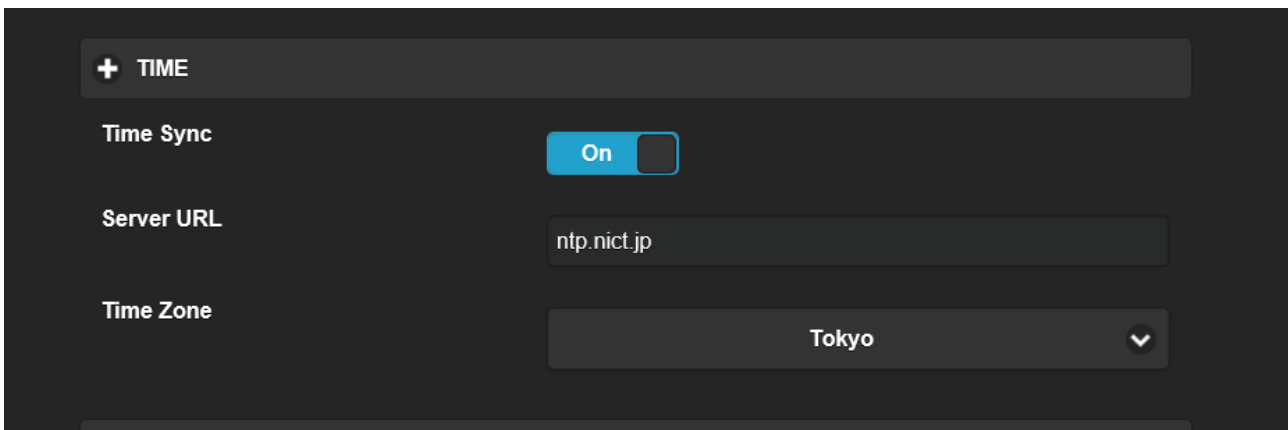 TIME
Time Sync
On
Server URL
ntp.nict.jp
Time Zone
Tokyo